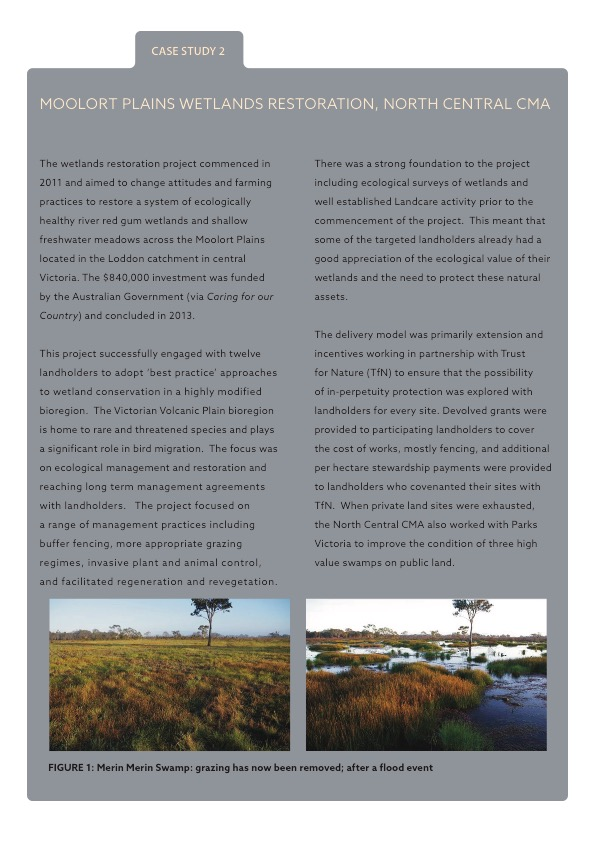 CASE STUDY 2
MOOLORT PLAINS WETLANDS RESTORATION, NORTH CENTRAL CMA
The wetlands restoration project commenced in
2011 and aimed to change attitudes and farming
practices to restore a system of ecologically
healthy river red gum wetlands and shallow
freshwater meadows across the Moolort Plains
located in the Loddon catchment in central
Victoria. The $840,000 investment was funded
by the Australian Government (via Caring for our
Country) and concluded in 2013.
This project successfully engaged with twelve
landholders to adopt ‘best practice’ approaches
to wetland conservation in a highly modified
bioregion. The Victorian Volcanic Plain bioregion
is home to rare and threatened species and plays
a significant role in bird migration. The focus was
on ecological management and restoration and
reaching long term management agreements
with landholders. The project focused on
a range of management practices including
buffer fencing, more appropriate grazing
regimes, invasive plant and animal control,
and facilitated regeneration and revegetation.
There was a strong foundation to the project
including ecological surveys of wetlands and
well established Landcare activity prior to the
commencement of the project. This meant that
some of the targeted landholders already had a
good appreciation of the ecological value of their
wetlands and the need to protect these natural
assets.
The delivery model was primarily extension and
incentives working in partnership with Trust
for Nature (TfN) to ensure that the possibility
of in-perpetuity protection was explored with
landholders for every site. Devolved grants were
provided to participating landholders to cover
the cost of works, mostly fencing, and additional
per hectare stewardship payments were provided
to landholders who covenanted their sites with
TfN. When private land sites were exhausted,
the North Central CMA also worked with Parks
Victoria to improve the condition of three high
value swamps on public land.
FIGURE 1: Merin Merin Swamp: grazing has now been removed; after a flood event